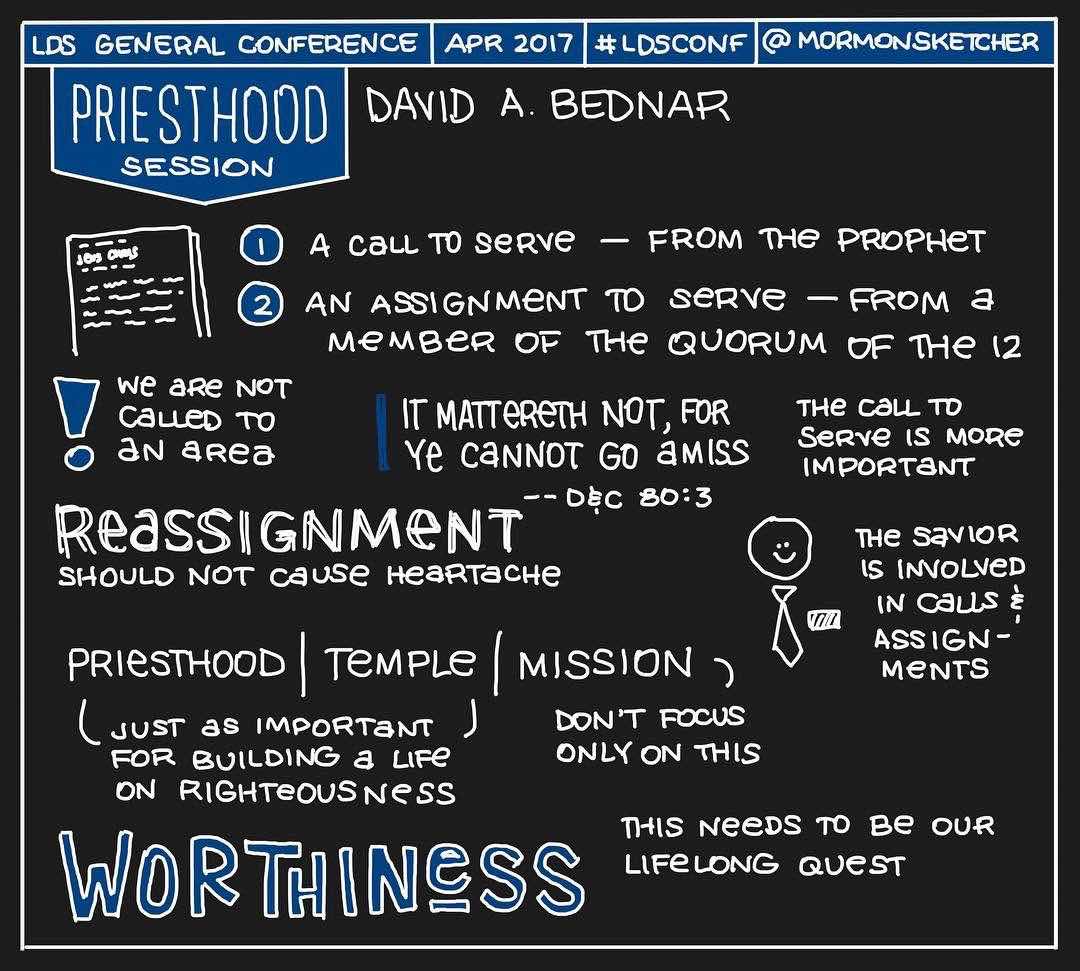 LDS GENERAL CONFERENCE | APR 2017 | #LDSCONF | @MORMONSKETCHER
PRIESTHOOD
SESSION
DAVID A. BEDNAR
1 A CALL TO SERVE — FROM THE PROPHET
2 AN ASSIGNMENT TO SERVE — FROM A
MEMBER OF THE QUORUM OF THE 12
! WE ARE NOT
CALLED TO
AN AREA
IT MATTERETH NOT, FOR
YE CANNOT GO AMISS
-- D&C 80:3
THE CALL TO
SERVE IS MORE
IMPORTANT
REASSIGNMENT
SHOULD NOT CAUSE HEARTACHE
THE SAVIOR
IS INVOLVED
IN CALLS &
ASSIGN-
MENTS
PRIESTHOOD | TEMPLE | MISSION
JUST AS IMPORTANT
FOR BUILDING A LIFE
ON RIGHTEOUSNESS
DON'T FOCUS
ONLY ON THIS
WORTHINESS
THIS NEEDS TO BE OUR
LIFELONG QUEST